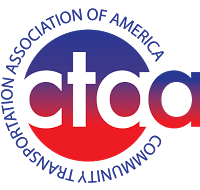 COMMUNITY TRANSPORTATION ASSOCIATION OF AMERICA
ctaa